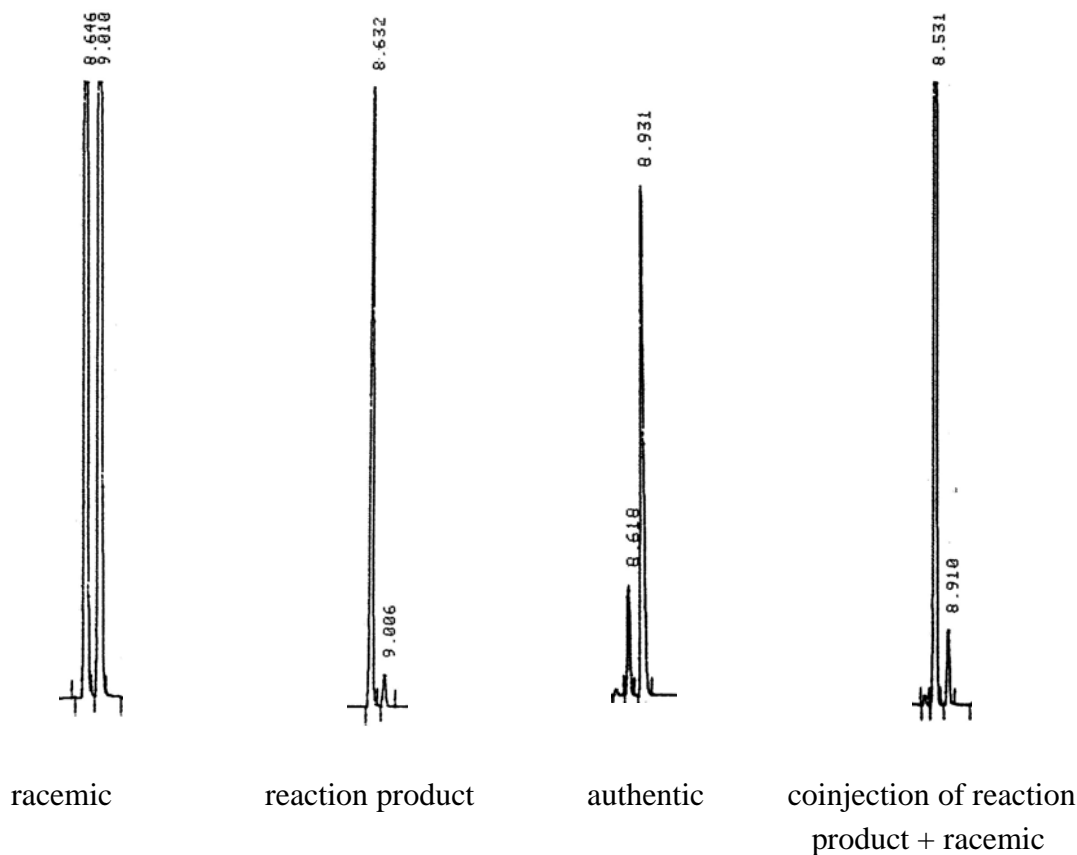 8.646
9.010
8.632
9.006
8.618
8.931
8.531
8.910
racemic
reaction product
authentic
coinjection of reaction
product + racemic